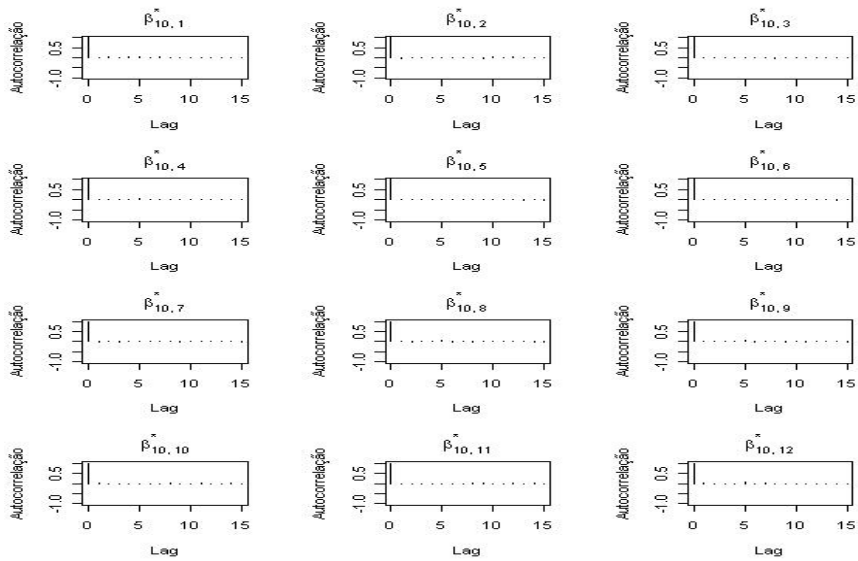 β*10, 1
β*10, 2
β*10, 3
Autocorrelação
-1.0 0.5
0 5 10 15
Lag
Autocorrelação
-1.0 0.5
0 5 10 15
Lag
Autocorrelação
-1.0 0.5
0 5 10 15
Lag
β*10, 4
β*10, 5
β*10, 6
Autocorrelação
-1.0 0.5
0 5 10 15
Lag
Autocorrelação
-1.0 0.5
0 5 10 15
Lag
Autocorrelação
-1.0 0.5
0 5 10 15
Lag
β*10, 7
β*10, 8
β*10, 9
Autocorrelação
-1.0 0.5
0 5 10 15
Lag
Autocorrelação
-1.0 0.5
0 5 10 15
Lag
Autocorrelação
-1.0 0.5
0 5 10 15
Lag
β*10, 10
β*10, 11
β*10, 12
Autocorrelação
-1.0 0.5
0 5 10 15
Lag
Autocorrelação
-1.0 0.5
0 5 10 15
Lag
Autocorrelação
-1.0 0.5
0 5 10 15
Lag